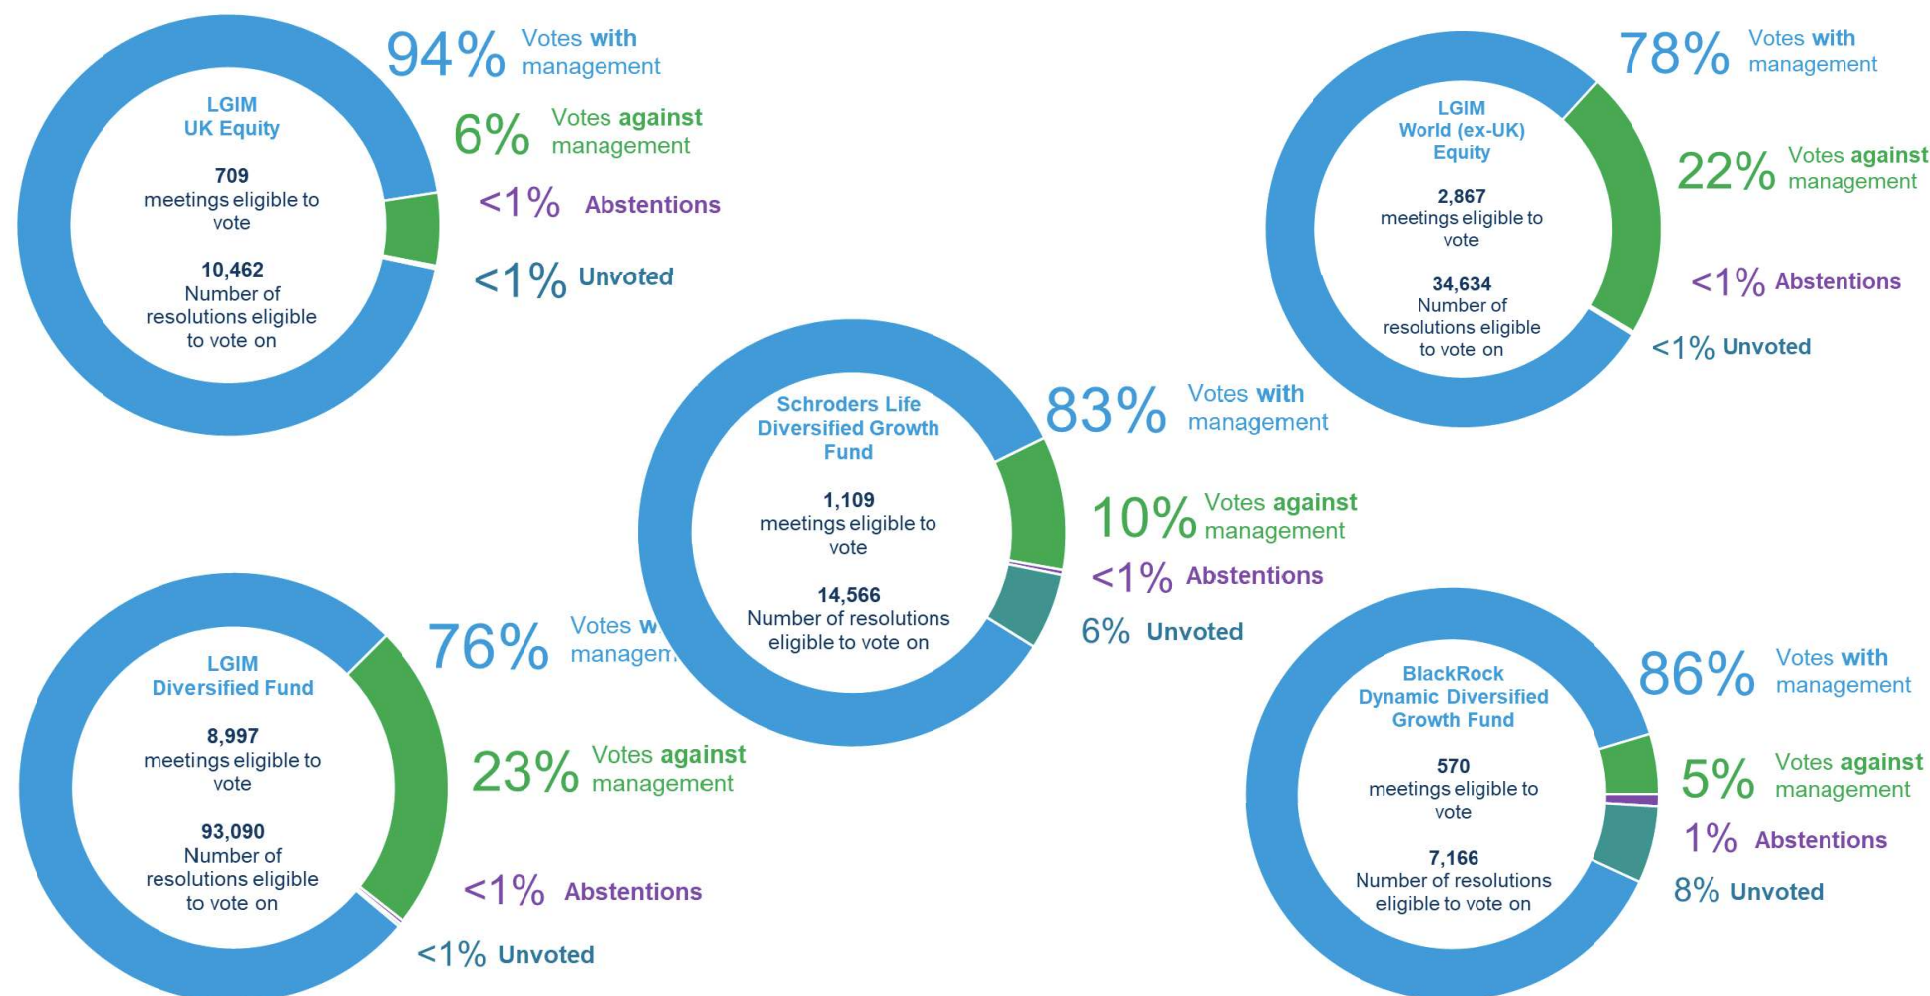 LGIM
UK Equity
709
meetings eligible to
vote
10,462
Number of
resolutions eligible
to vote on
94% Votes with
management
6% Votes against
management
<1% Abstentions
<1% Unvoted
LGIM
World (ex-UK)
Equity
2,867
meetings eligible to
vote
34,634
Number of
resolutions eligible
to vote on
78% Votes with
management
22% Votes against
management
<1% Abstentions
<1% Unvoted
Schroders Life
Diversified Growth
Fund
1,109
meetings eligible to
vote
14,566
Number of resolutions
eligible to vote on
83% Votes with
management
10% Votes against
management
<1% Abstentions
6% Unvoted
LGIM
Diversified Fund
8,997
meetings eligible to
vote
93,090
Number of
resolutions eligible
to vote on
76% Votes w
managem
23% Votes against
management
<1% Abstentions
<1% Unvoted
BlackRock
Dynamic Diversified
Growth Fund
570
meetings eligible to
vote
7,166
Number of resolutions
eligible to vote on
86% Votes with
management
5% Votes against
management
1% Abstentions
8% Unvoted